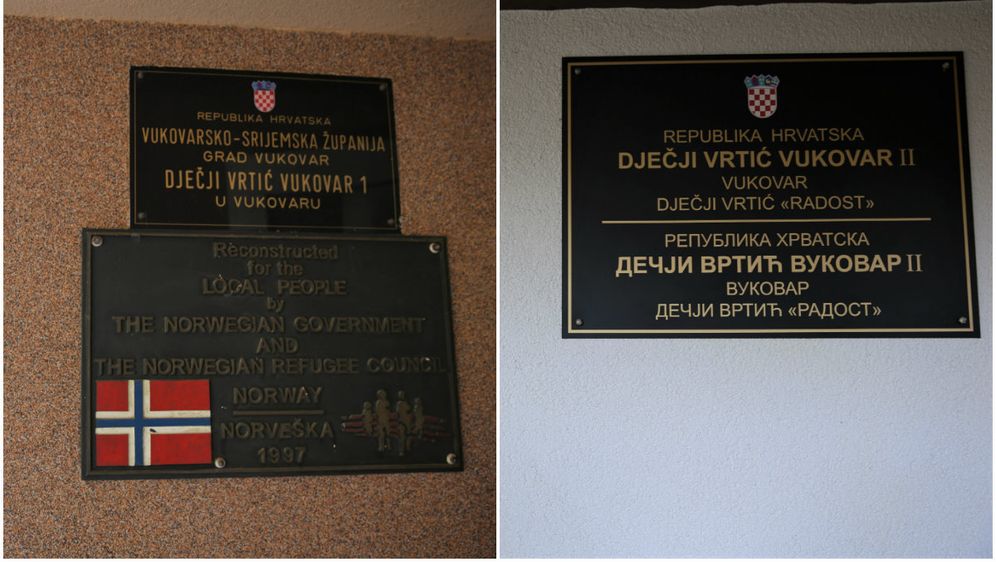 REPUBLIKA HRVATSKA
VUKOVARSKO-SRIJEMSKA ŽUPANIJA
GRAD VUKOVAR
DJEČJI VRTIĆ VUKOVAR 1
U VUKOVARU
Reconstructed
for the
LOCAL PEOPLE
by
THE NORWEGIAN GOVERNMENT
AND
THE NORWEGIAN REFUGEE COUNCIL
NORWAY
NORVEŠKA
1997
REPUBLIKA HRVATSKA
DJEČJI VRTIĆ VUKOVAR II
VUKOVAR
DJEČJI VRTIĆ «RADOST»
РЕПУБЛИКА ХРВАТСКА
ДЕЧЈИ ВРТИЋ ВУКОВАР II
ВУКОВАР
ДЕЧЈИ ВРТИЋ «РАДОСТ»